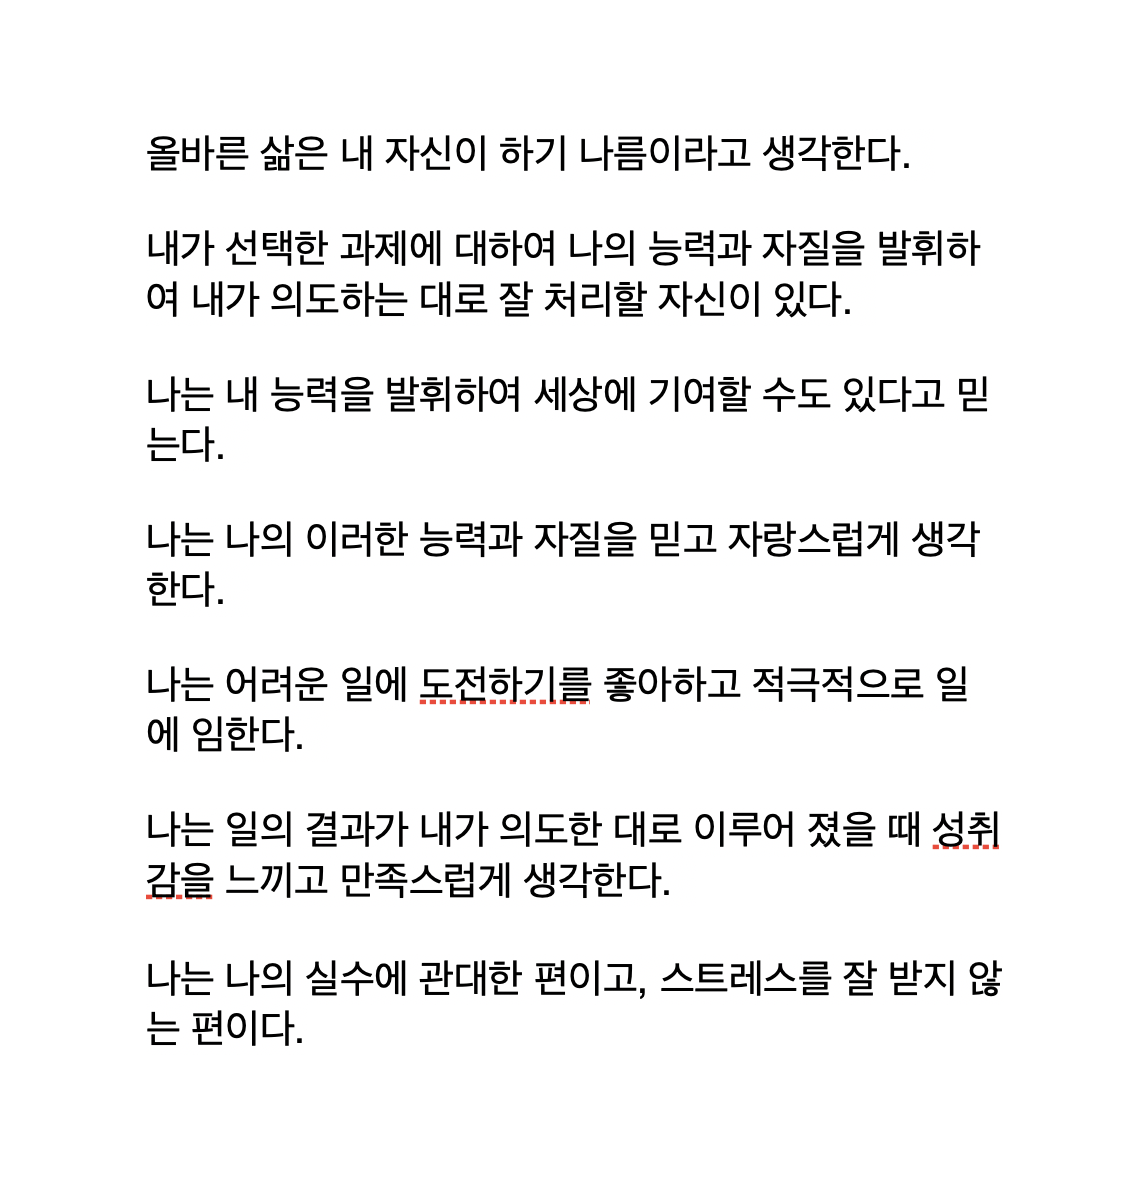 올바른 삶은 내 자신이 하기 나름이라고 생각한다.
내가 선택한 과제에 대하여 나의 능력과 자질을 발휘하
여 내가 의도하는 대로 잘 처리할 자신이 있다.
나는 내 능력을 발휘하여 세상에 기여할 수도 있다고 믿
는다.
나는 나의 이러한 능력과 자질을 믿고 자랑스럽게 생각
한다.
나는 어려운 일에 도전하기를 좋아하고 적극적으로 일
에 임한다.
나는 일의 결과가 내가 의도한 대로 이루어 졌을 때 성취
감을 느끼고 만족스럽게 생각한다.
나는 나의 실수에 관대한 편이고, 스트레스를 잘 받지 않
는 편이다.